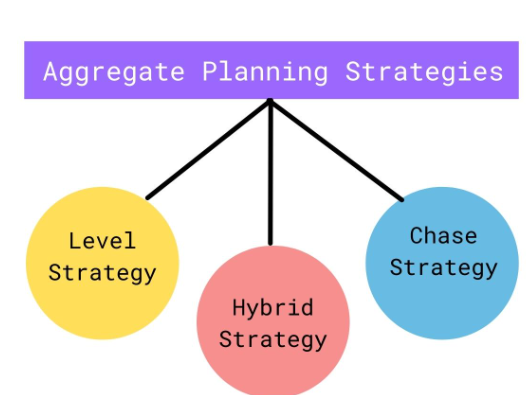 Aggregate Planning Strategies
Level
Strategy
Hybrid
Strategy
Chase
Strategy